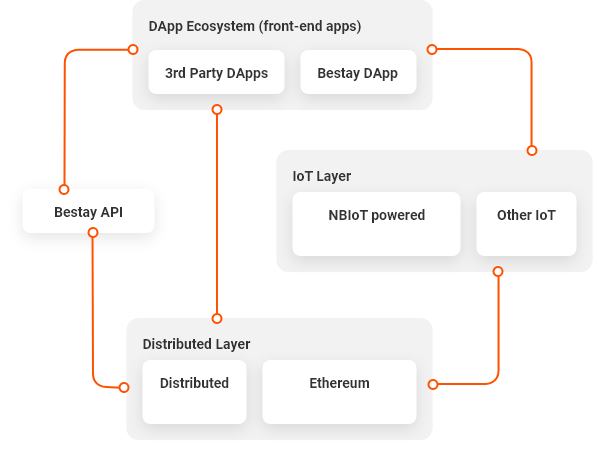 DApp Ecosystem (front-end apps)
3rd Party DApps
Bestay DApp
IoT Layer
NBIoT powered
Other IoT
Bestay API
Distributed Layer
Distributed
Ethereum